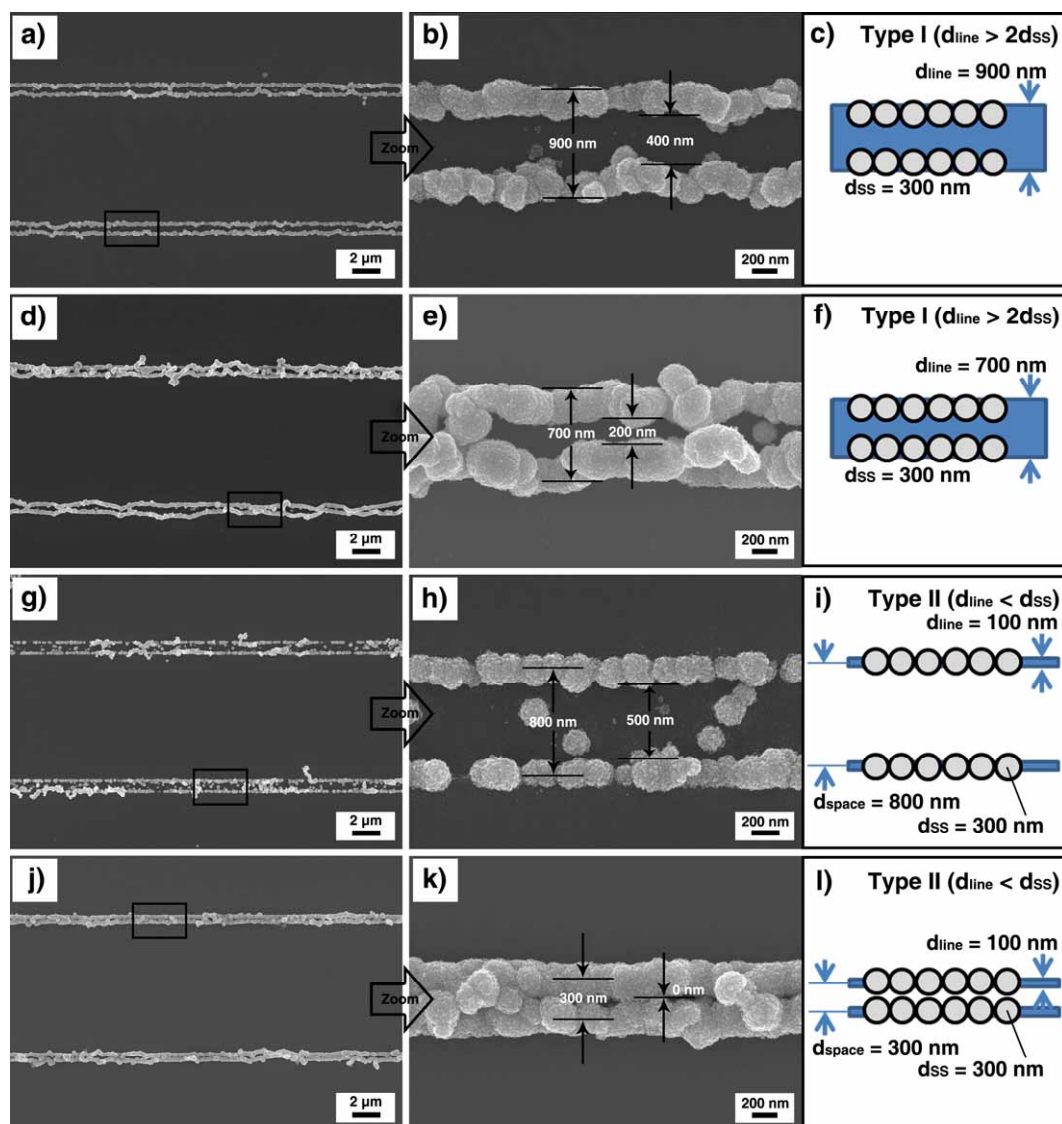 a)
Zoom
2 µm
b)
900 nm
400 nm
200 nm
c) Type I (dline > 2dss)
dline = 900 nm
dss = 300 nm
d)
Zoom
2 µm
e)
700 nm
200 nm
200 nm
f) Type I (dline > 2dss)
dline = 700 nm
dss = 300 nm
g)
Zoom
2 µm
h)
800 nm
500 nm
200 nm
i) Type II (dline < dss)
dline = 100 nm
dspace = 800 nm
dss = 300 nm
j)
Zoom
2 µm
k)
300 nm
0 nm
200 nm
l) Type II (dline < dss)
dline = 100 nm
dspace = 300 nm
dss = 300 nm